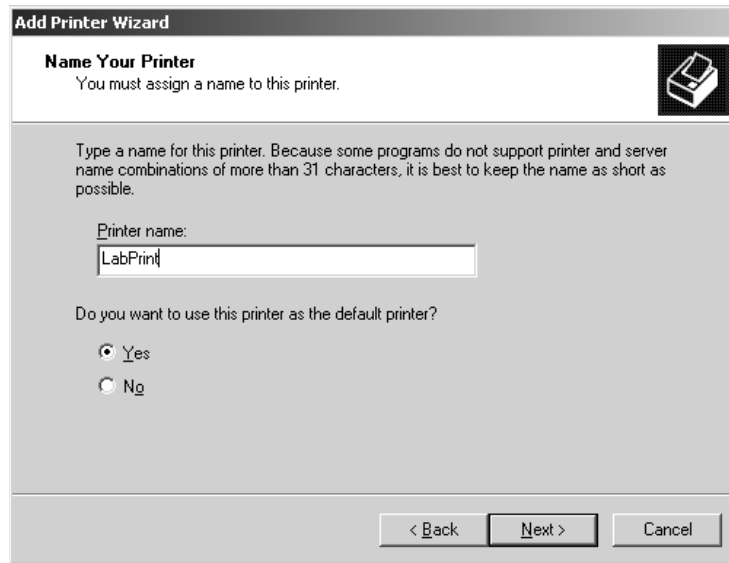 Add Printer Wizard
Name Your Printer
You must assign a name to this printer.
Type a name for this printer. Because some programs do not support printer and server
name combinations of more than 31 characters, it is best to keep the name as short as
possible.
Printer name:
LabPrint
Do you want to use this printer as the default printer?
Yes
No
< Back Next > Cancel